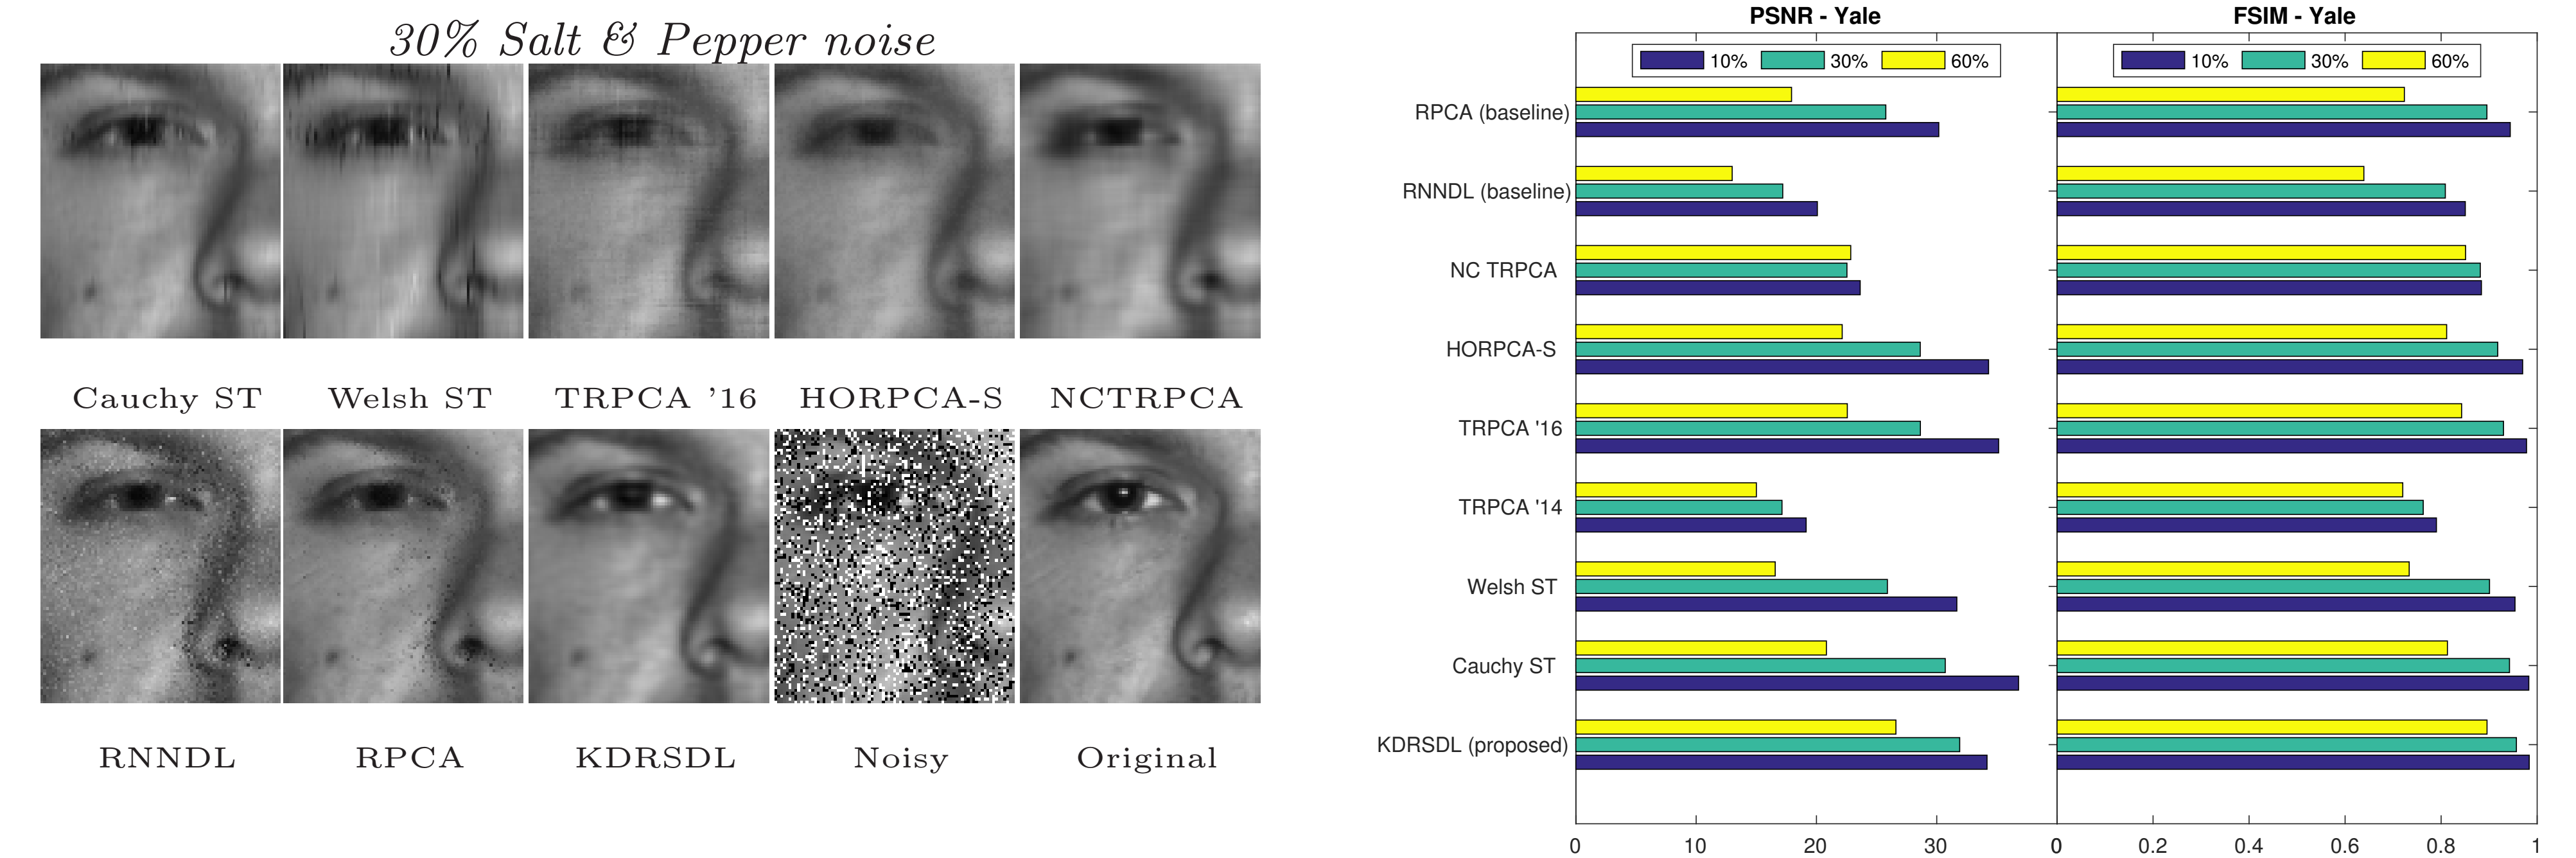 30% Salt & Pepper noise
Cauchy ST Welsh ST TRPCA '16 HORPCA-S NCTRPCA
RNNDL RPCA KDRSDL Noisy Original
PSNR - Yale
10% 30% 60%
RPCA (baseline)
RNNDL (baseline)
NC TRPCA
HORPCA-S
TRPCA '16
TRPCA '14
Welsh ST
Cauchy ST
KDRSDL (proposed)
0 10 20 30
FSIM - Yale
10% 30% 60%
0 0.2 0.4 0.6 0.8 1